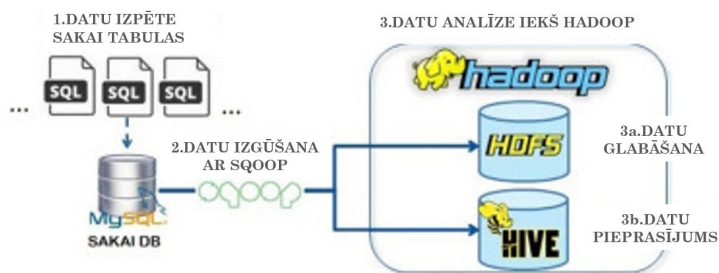 1.DATU IZPĒTE
SAKAI TABULAS
SQL SQL SQL
... ...
MySQL
SAKAI DB
2.DATU IZGŪŠANA
AR SQOOP
sqoop
3.DATU ANALĪZE IEKŠ HADOOP
hadoop
HDFS
3a.DATU
GLABĀŠANA
HIVE
3b.DATU
PIEPRASĪJUMS